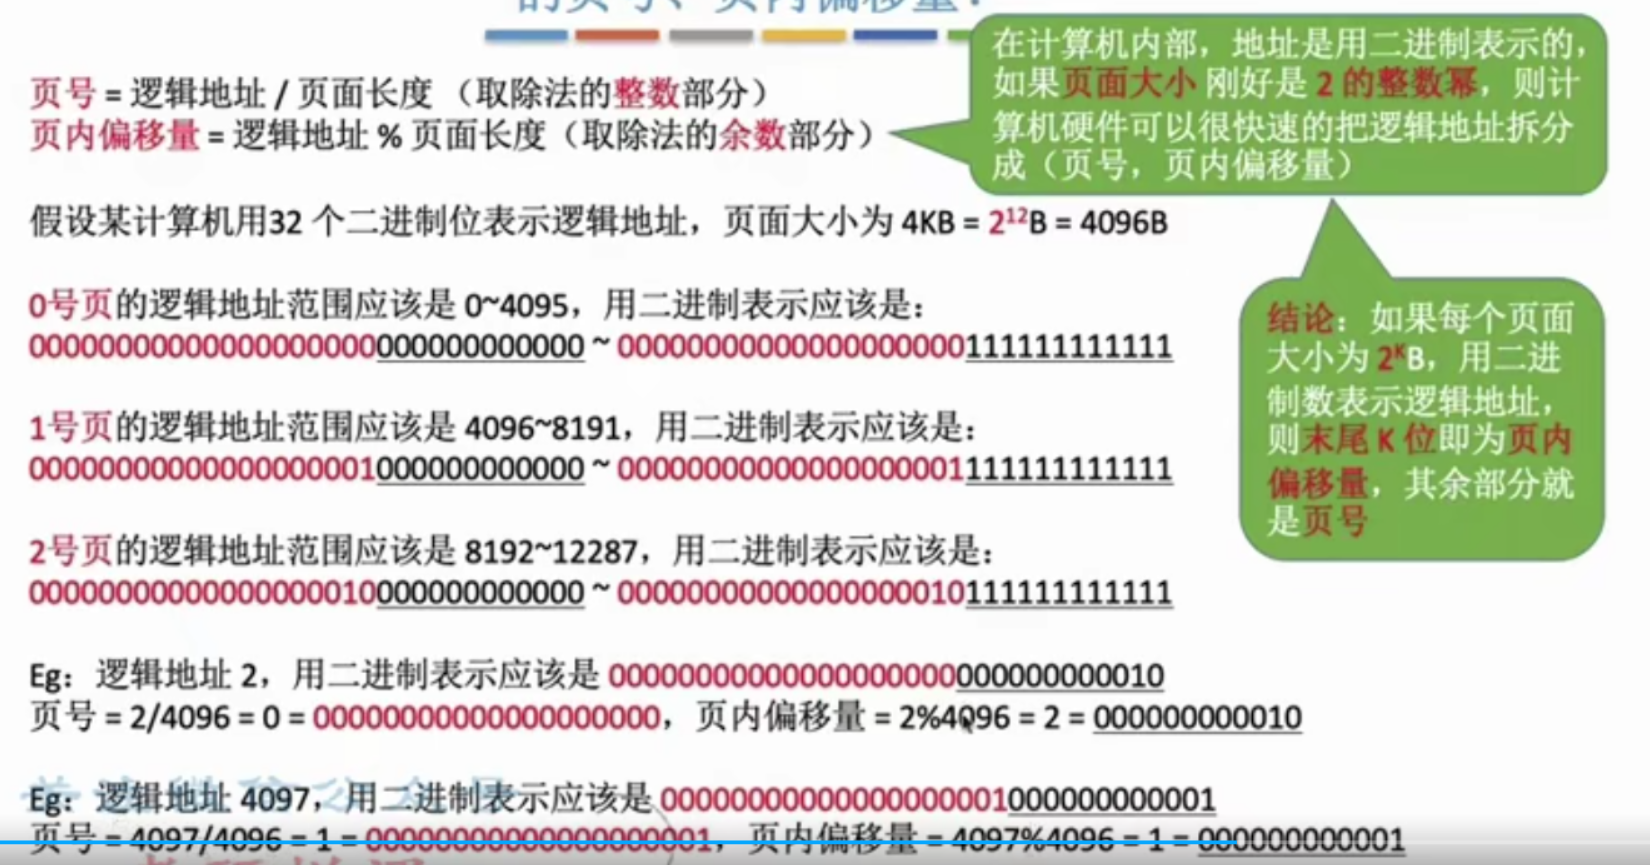 的页号、页内偏移量？
页号 = 逻辑地址 / 页面长度 （取除法的整数部分）
页内偏移量 = 逻辑地址 % 页面长度（取除法的余数部分）
在计算机内部，地址是用二进制表示的，
如果页面大小 刚好是 2 的整数幂，则计
算机硬件可以很快速的把逻辑地址拆分
成（页号，页内偏移量）
假设某计算机用32 个二进制位表示逻辑地址，页面大小为 4KB = 2¹²B = 4096B
0号页的逻辑地址范围应该是 0~4095，用二进制表示应该是：
00000000000000000000000000000000 ~ 00000000000000000000111111111111
1号页的逻辑地址范围应该是 4096~8191，用二进制表示应该是：
00000000000000000001000000000000 ~ 00000000000000000001111111111111
2号页的逻辑地址范围应该是 8192~12287，用二进制表示应该是：
00000000000000000010000000000000 ~ 00000000000000000010111111111111
结论：如果每个页面
大小为 2ᴷB，用二进
制数表示逻辑地址，
则末尾 K 位即为页内
偏移量，其余部分就
是页号
Eg：逻辑地址 2，用二进制表示应该是 00000000000000000000000000000010
页号 = 2/4096 = 0 = 00000000000000000000，页内偏移量 = 2%4096 = 2 = 000000000010
Eg：逻辑地址 4097，用二进制表示应该是 00000000000000000001000000000001
页号 = 4097/4096 = 1 = 00000000000000000001，页内偏移量 = 4097%4096 = 1 = 000000000001